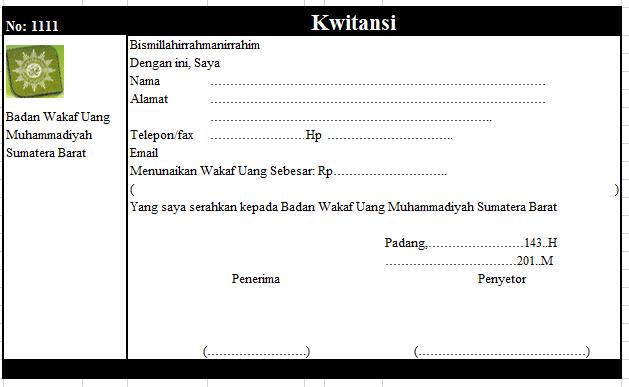 No: 1111
Kwitansi
Badan Wakaf Uang
Muhammadiyah
Sumatera Barat
Bismillahirrahmanirrahim
Dengan ini, Saya
Nama ……………………………………………………………………
Alamat ……………………………………………………………………
………………………………………………………..
Telepon/fax ………………….Hp ………………………..
Email
Menunaikan Wakaf Uang Sebesar: Rp………………………..
( )
Yang saya serahkan kepada Badan Wakaf Uang Muhammadiyah Sumatera Barat
Padang,………………….143..H
…………………………201..M
Penerima Penyetor
(………………….) (…………………………………)